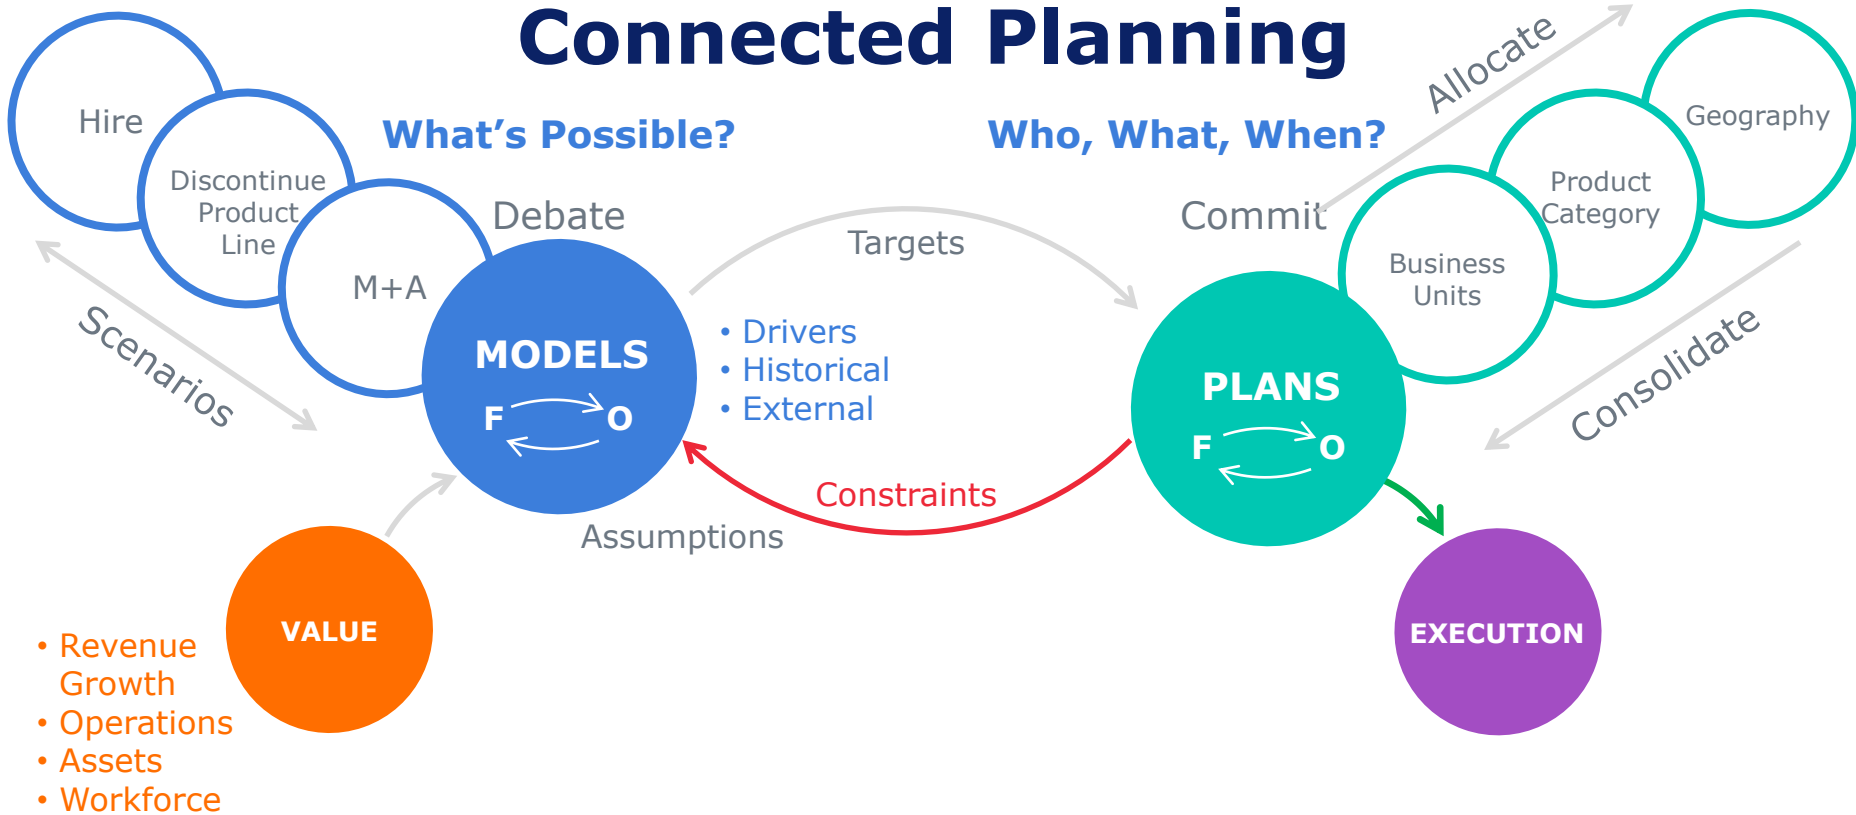 Connected Planning
What’s Possible?
Who, What, When?
Hire
Discontinue
Product
Line
M+A
Scenarios
Debate
MODELS
F O
Targets
• Drivers
• Historical
• External
Constraints
Assumptions
Commit
PLANS
F O
Allocate
Geography
Product
Category
Business
Units
Consolidate
VALUE
• Revenue
Growth
• Operations
• Assets
• Workforce
EXECUTION